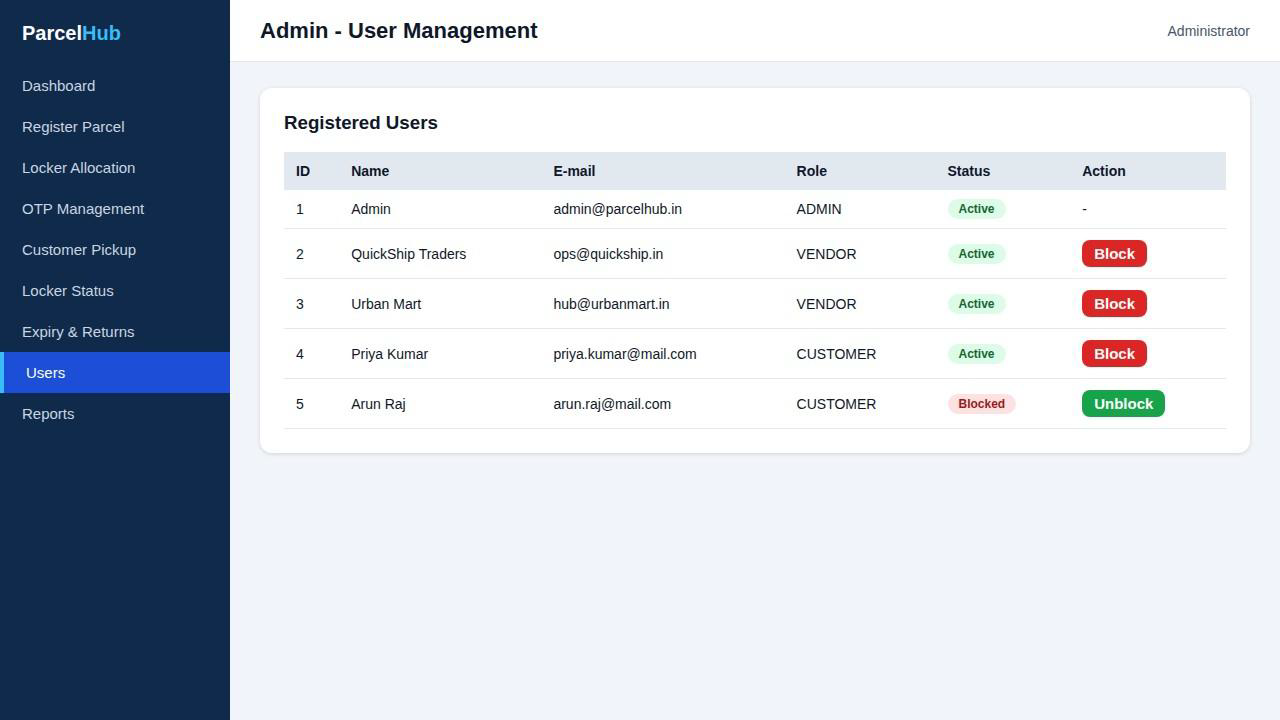 ParcelHub
Dashboard
Register Parcel
Locker Allocation
OTP Management
Customer Pickup
Locker Status
Expiry & Returns
Users
Reports
Admin - User Management
Administrator
Registered Users
ID Name E-mail Role Status Action
1 Admin admin@parcelhub.in ADMIN Active -
2 QuickShip Traders ops@quickship.in VENDOR Active Block
3 Urban Mart hub@urbanmart.in VENDOR Active Block
4 Priya Kumar priya.kumar@mail.com CUSTOMER Active Block
5 Arun Raj arun.raj@mail.com CUSTOMER Blocked Unblock